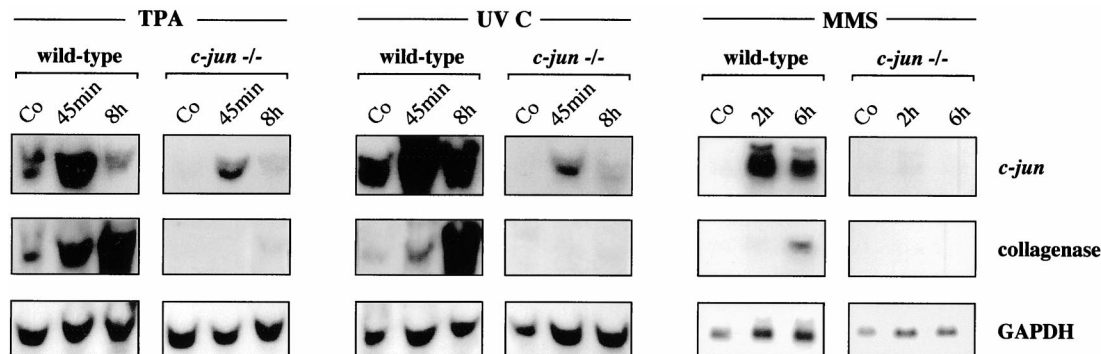 TPA UV C MMS
wild-type c-jun -/- wild-type c-jun -/- wild-type c-jun -/-
Co 45min 8h Co 45min 8h Co 45min 8h Co 45min 8h Co 2h 6h Co 2h 6h
c-jun
collagenase
GAPDH